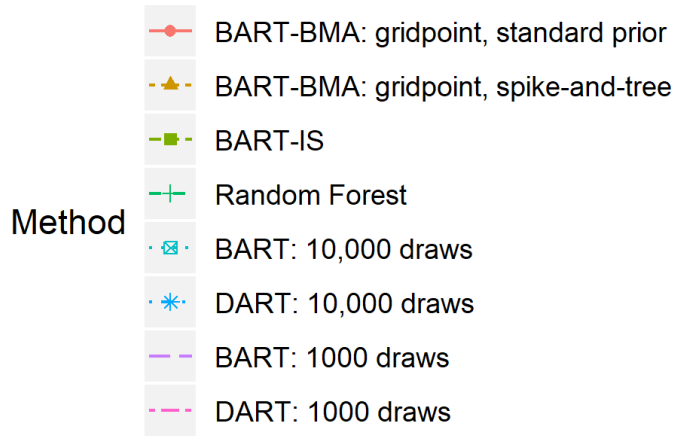 Method
BART-BMA: gridpoint, standard prior
BART-BMA: gridpoint, spike-and-tree
BART-IS
Random Forest
BART: 10,000 draws
DART: 10,000 draws
BART: 1000 draws
DART: 1000 draws